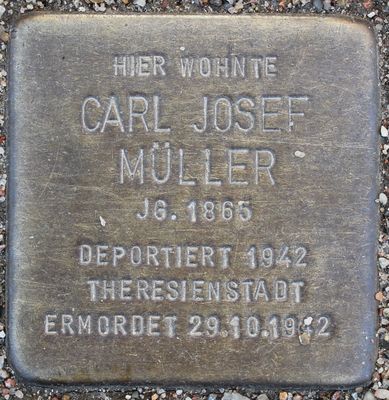 HIER WOHNTE
CARL JOSEF
MÜLLER
JG. 1865
DEPORTIERT 1942
THERESIENSTADT
ERMORDET 29.10.1942